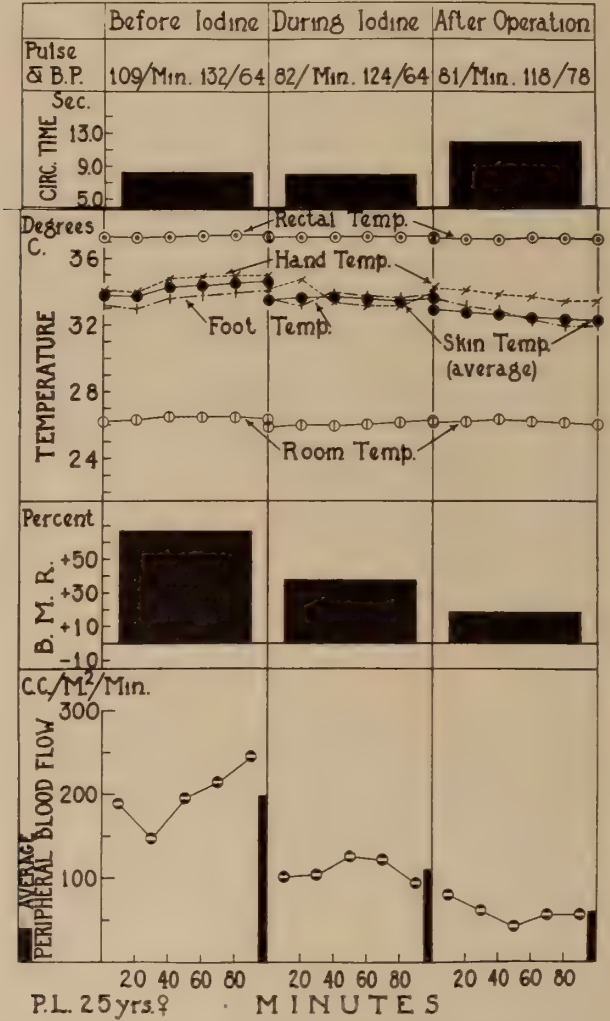 Before Iodine During Iodine After Operation
Pulse & B.P. 109/Min. 132/64 82/Min. 124/64 81/Min. 118/78
Sec.
CIRC. TIME
13.0
9.0
5.0
Degrees C.
TEMPERATURE
36
32
28
24
Rectal Temp.
Hand Temp.
Foot Temp.
Skin Temp. (average)
Room Temp.
Percent
B. M. R.
+50
+30
+10
-10
C.C./M.²/Min.
AVERAGE
PERIPHERAL BLOOD FLOW
300
200
100
20 40 60 80 20 40 60 80 20 40 60 80
P.L. 25 yrs.♀ MINUTES